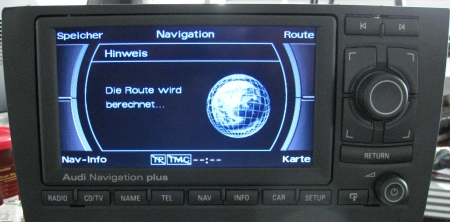 Speicher Navigation Route
Hinweis
Die Route wird
berechnet...
Nav-Info TP TMC --:-- Karte
Audi Navigation plus
RETURN
RADIO CD/TV NAME TEL NAV INFO CAR SETUP